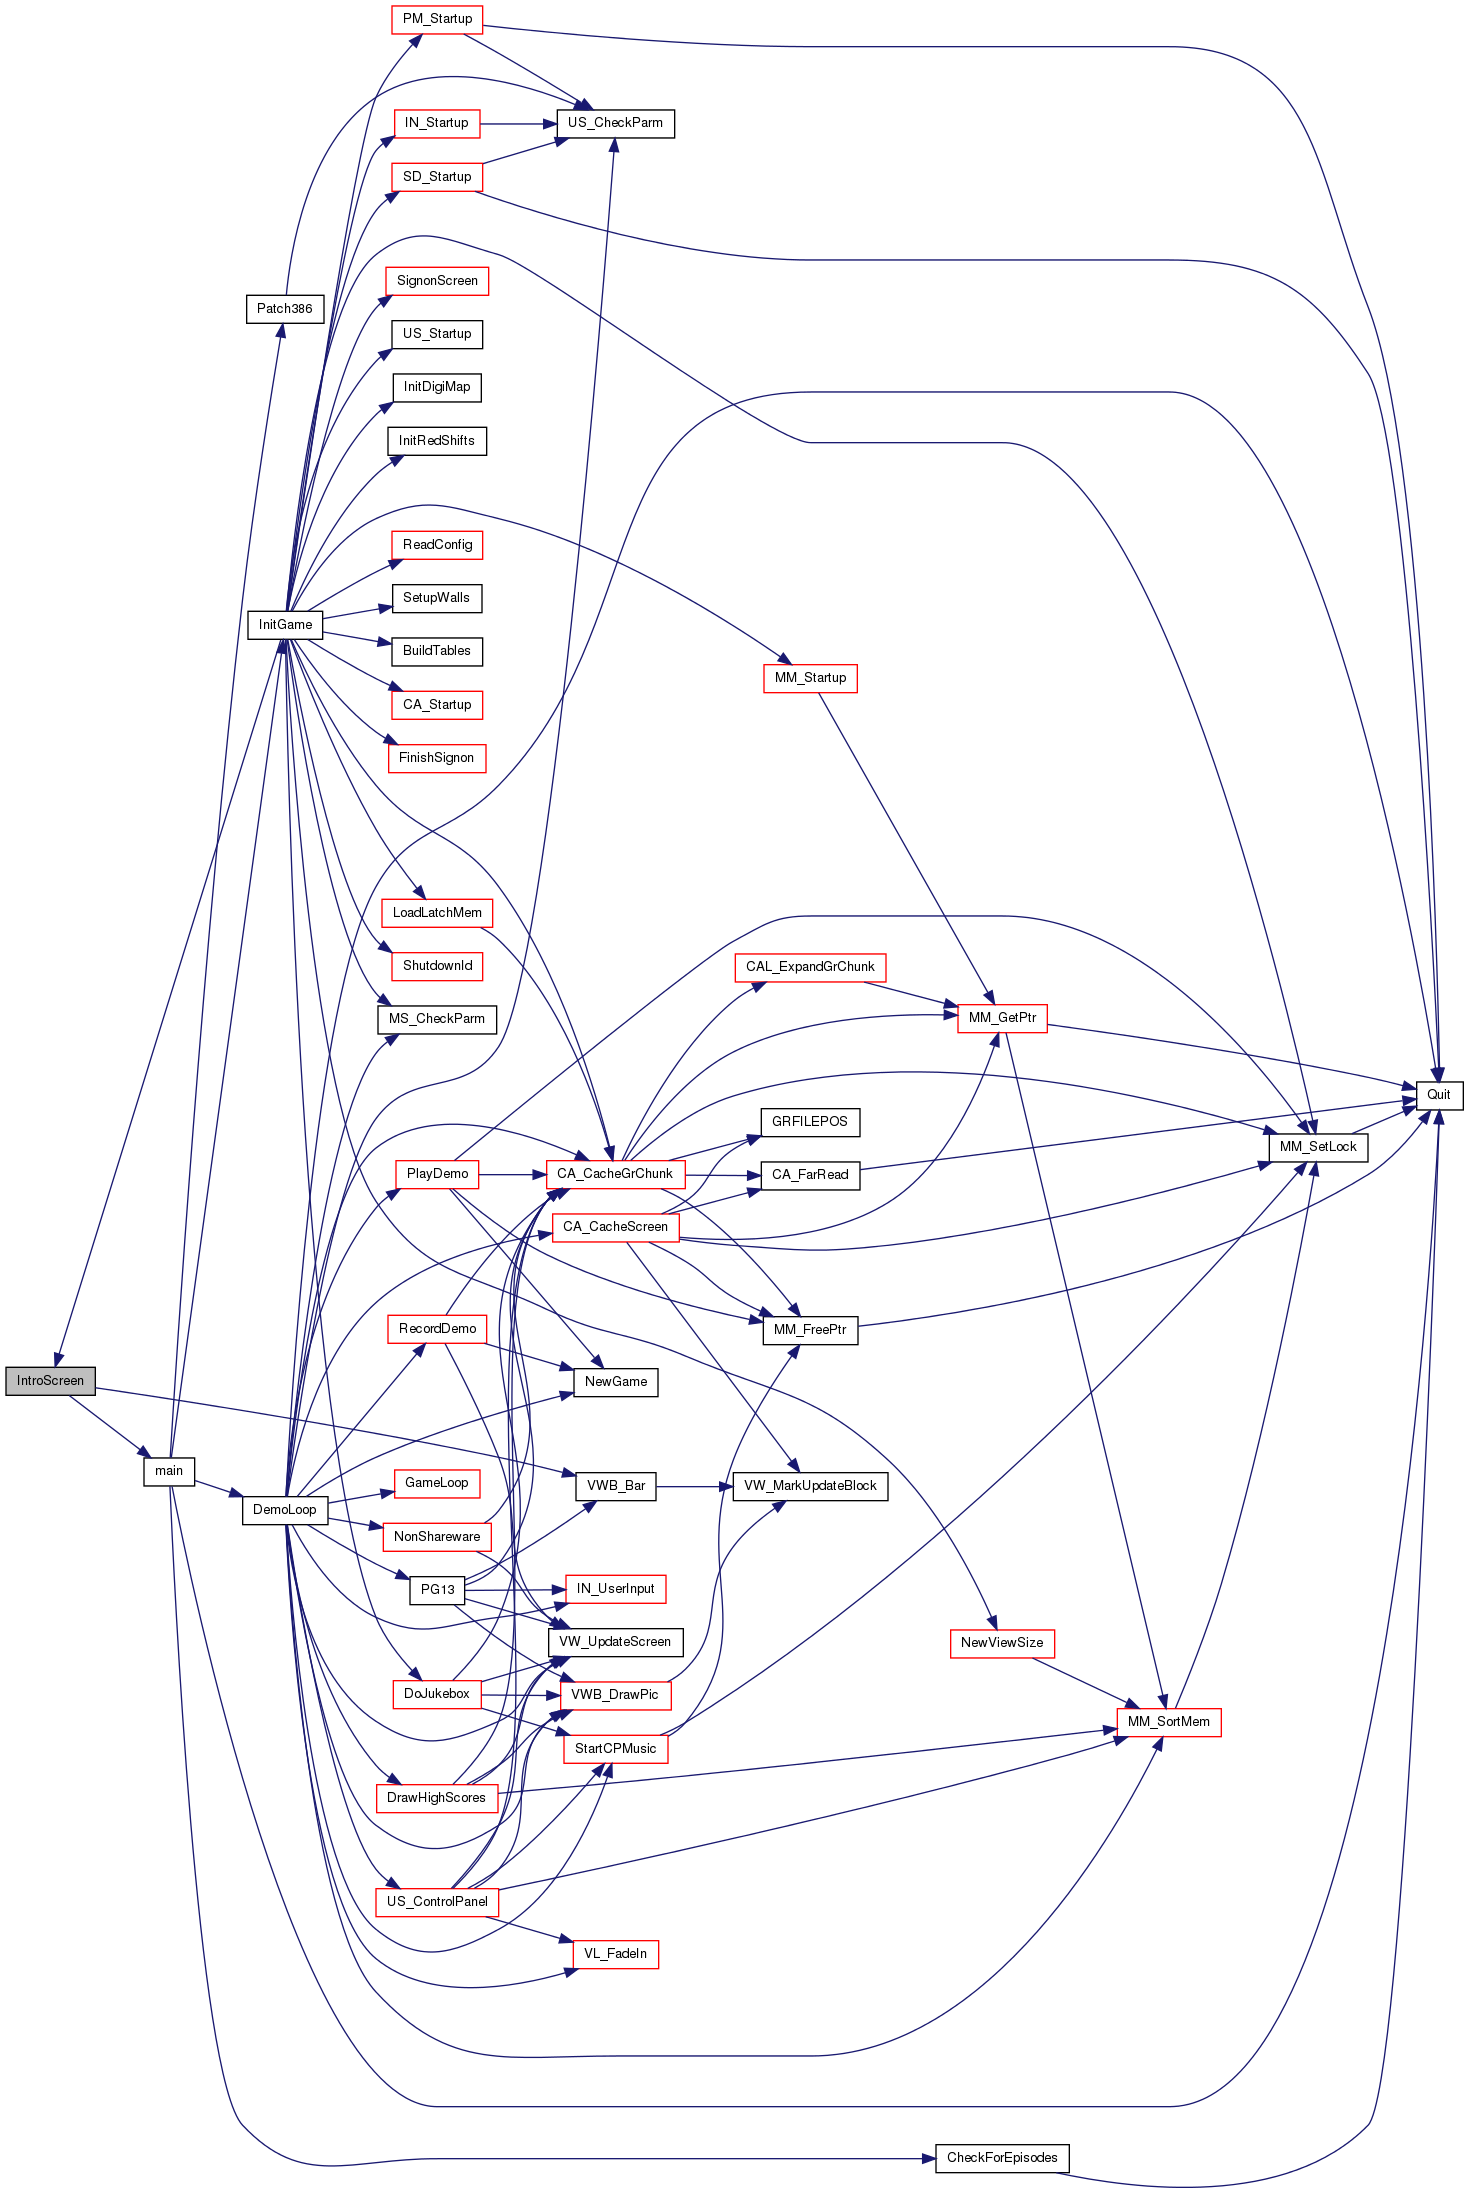 PM_Startup
IN_Startup
US_CheckParm
SD_Startup
SignonScreen
Patch386
US_Startup
InitDigiMap
InitRedShifts
ReadConfig
SetupWalls
InitGame
BuildTables
MM_Startup
CA_Startup
FinishSignon
LoadLatchMem
ShutdownId
CAL_ExpandGrChunk
MS_CheckParm
MM_GetPtr
Quit
GRFILEPOS
MM_SetLock
PlayDemo
CA_CacheGrChunk
CA_FarRead
CA_CacheScreen
RecordDemo
MM_FreePtr
IntroScreen
NewGame
main
GameLoop
VWB_Bar
VW_MarkUpdateBlock
DemoLoop
NonShareware
PG13
IN_UserInput
VW_UpdateScreen
NewViewSize
DoJukebox
VWB_DrawPic
MM_SortMem
StartCPMusic
DrawHighScores
US_ControlPanel
VL_FadeIn
CheckForEpisodes